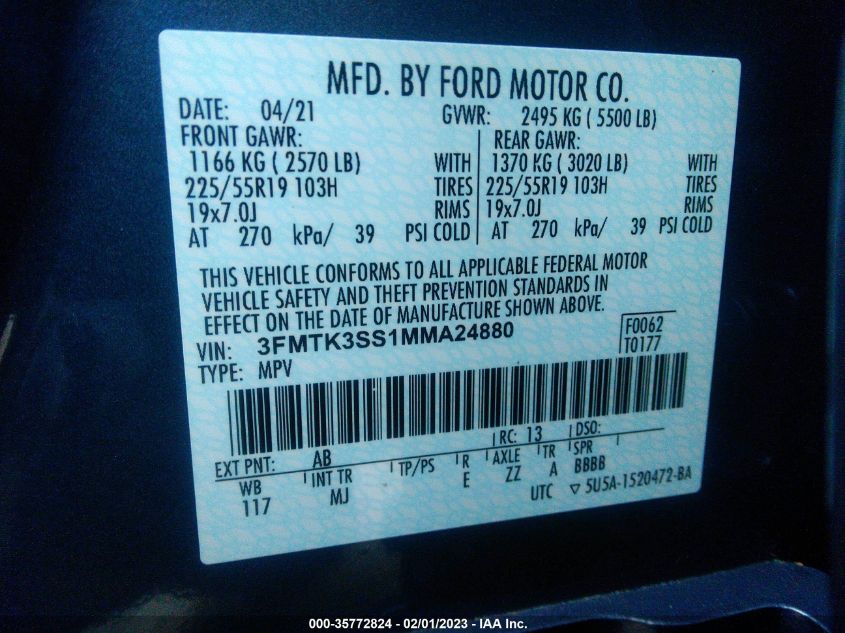 MFD. BY FORD MOTOR CO.
DATE: 04/21 GVWR: 2495 KG ( 5500 LB)
FRONT GAWR: REAR GAWR:
1166 KG ( 2570 LB) WITH 1370 KG ( 3020 LB) WITH
225/55R19 103H TIRES 225/55R19 103H TIRES
19x7.0J RIMS 19x7.0J RIMS
AT 270 kPa/ 39 PSI COLD AT 270 kPa/ 39 PSI COLD
THIS VEHICLE CONFORMS TO ALL APPLICABLE FEDERAL MOTOR
VEHICLE SAFETY AND THEFT PREVENTION STANDARDS IN
EFFECT ON THE DATE OF MANUFACTURE SHOWN ABOVE.
VIN: 3FMTK3SS1MMA24880 F0062
TYPE: MPV T0177
EXT PNT: AB RC: 13 DSO:
WB INT TR TP/PS R AXLE TR SPR
117 MJ E ZZ A BBBB
UTC ▽ 5U5A-1520472-BA
000-35772824 - 02/01/2023 - IAA Inc.